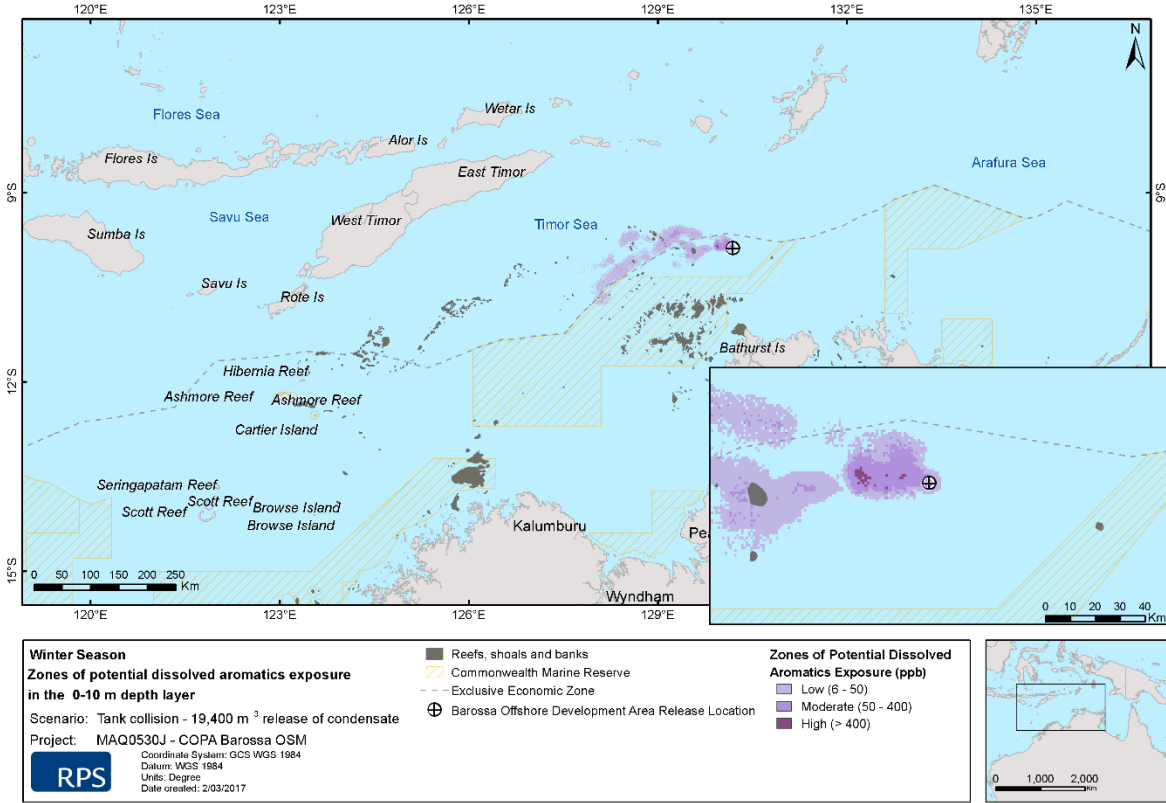 120°E 123°E 126°E 129°E 132°E 135°E
N
Flores Sea
Wetar Is
Alor Is
Flores Is
East Timor
Arafura Sea
9°S 9°S
Savu Sea
West Timor
Timor Sea
Sumba Is
Savu Is
Rote Is
Bathurst Is
Hibernia Reef
12°S
Ashmore Reef
Ashmore Reef
Cartier Island
Seringapatam Reef
Scott Reef
Scott Reef
Browse Island
Browse Island
Kalumburu
Pe
15°S
0 50 100 150 200 250
Km
Wyndham
0 10 20 30 40
Km
120°E 123°E 126°E 129°E
Winter Season
Zones of potential dissolved aromatics exposure
in the 0-10 m depth layer
Scenario: Tank collision - 19,400 m³ release of condensate
Project: MAQ0530J - COPA Barossa OSM
RPS
Coordinate System: GCS WGS 1984
Datum: WGS 1984
Units: Degree
Date created: 2/03/2017
Reefs, shoals and banks
Commonwealth Marine Reserve
Exclusive Economic Zone
Barossa Offshore Development Area Release Location
Zones of Potential Dissolved
Aromatics Exposure (ppb)
Low (6 - 50)
Moderate (50 - 400)
High (> 400)
0 1,000 2,000
Km